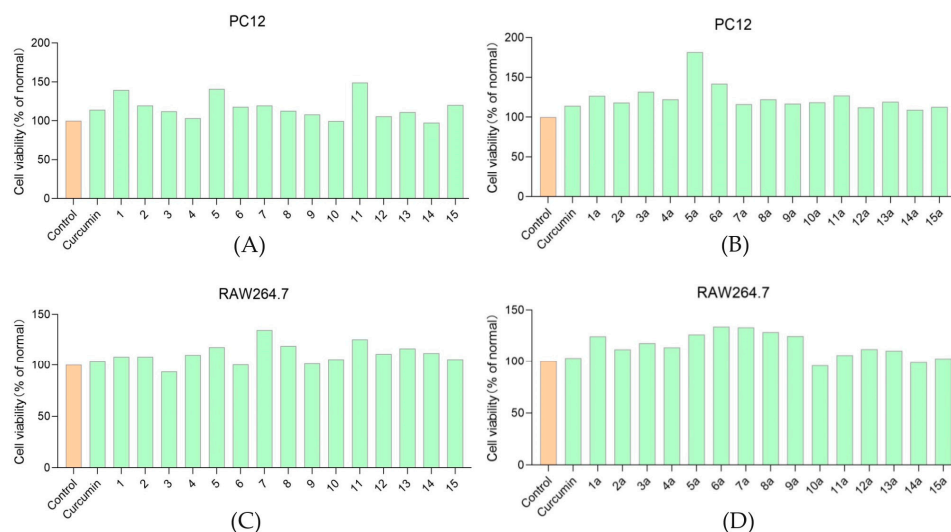 PC12
Cell viability (% of normal)
200
150
100
50
0
Control Curcumin 1 2 3 4 5 6 7 8 9 10 11 12 13 14 15
(A)
PC12
Cell viability (% of normal)
200
150
100
50
0
Control Curcumin 1a 2a 3a 4a 5a 6a 7a 8a 9a 10a 11a 12a 13a 14a 15a
(B)
RAW264.7
Cell viability (% of normal)
150
100
50
0
Control Curcumin 1 2 3 4 5 6 7 8 9 10 11 12 13 14 15
(C)
RAW264.7
Cell viability (% of normal)
150
100
50
0
Control Curcumin 1a 2a 3a 4a 5a 6a 7a 8a 9a 10a 11a 12a 13a 14a 15a
(D)